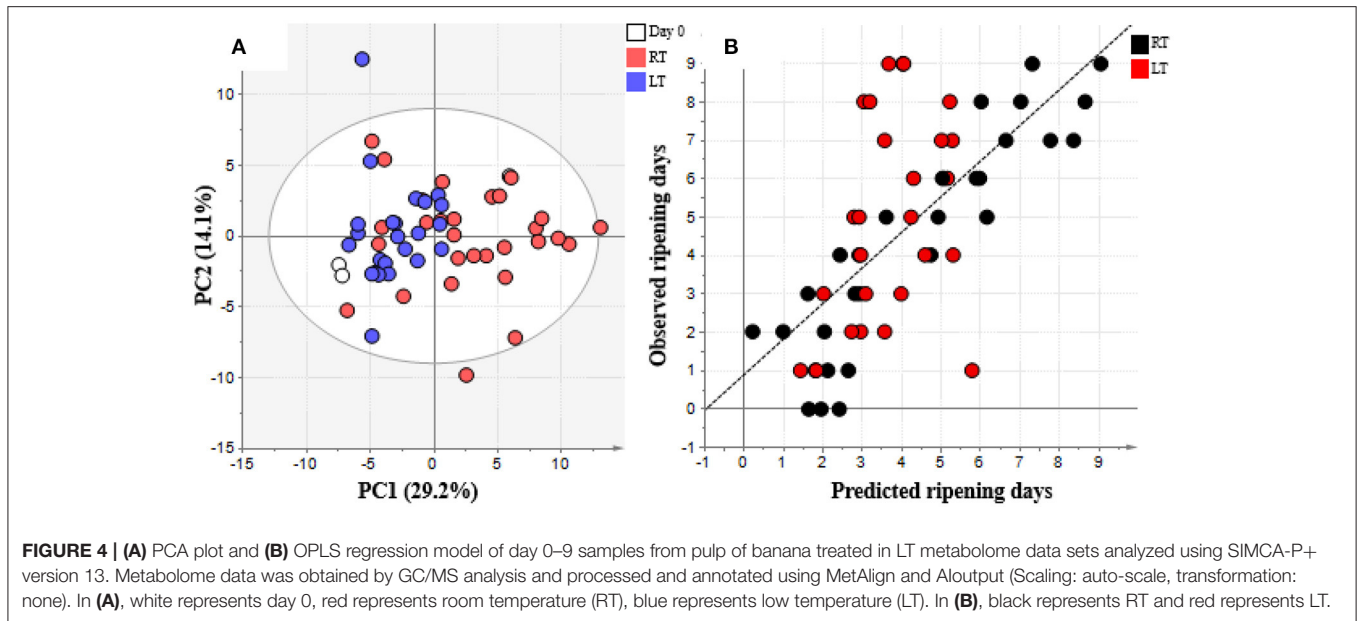 A
Day 0
RT
LT
10
5
0
-5
-10
-15
-15
-10
-5
0
5
10
PC2 (14.1%)
PC1 (29.2%)
B
RT
LT
9
8
7
6
5
4
3
2
1
0
-1
-1
0
1
2
3
4
5
6
7
8
9
Observed ripening days
Predicted ripening days
FIGURE 4 | (A) PCA plot and (B) OPLS regression model of day 0–9 samples from pulp of banana treated in LT metabolome data sets analyzed using SIMCA-P+
version 13. Metabolome data was obtained by GC/MS analysis and processed and annotated using MetAlign and AIoutput (Scaling: auto-scale, transformation:
none). In (A), white represents day 0, red represents room temperature (RT), blue represents low temperature (LT). In (B), black represents RT and red represents LT.